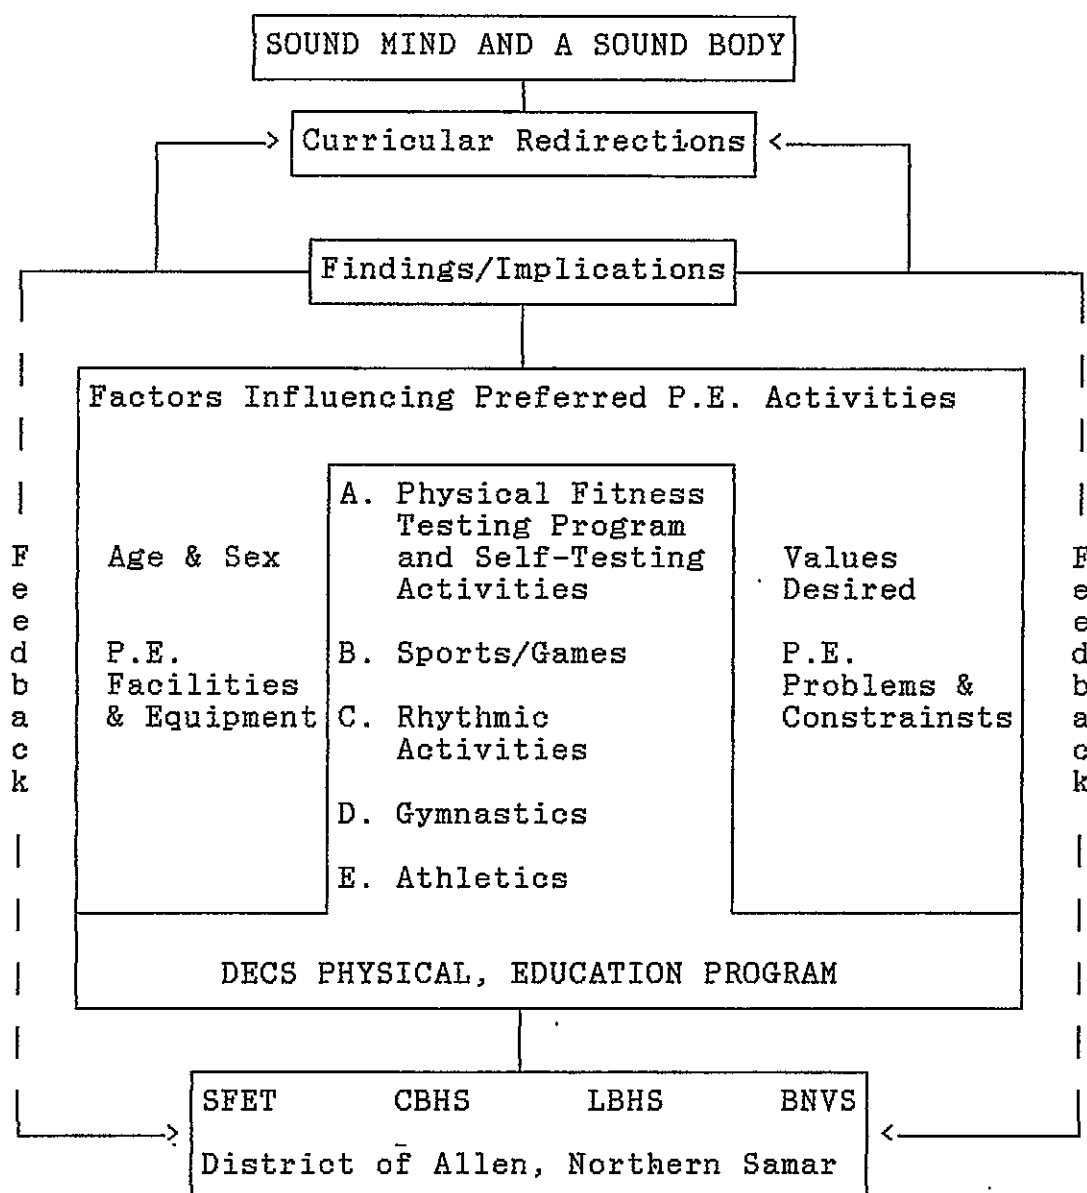 SOUND MIND AND A SOUND BODY
Curricular Redirections
Findings/Implications
Factors Influencing Preferred P.E. Activities
Age & Sex
P.E.
Facilities
& Equipment
A. Physical Fitness
Testing Program
and Self-Testing
Activities
B. Sports/Games
C. Rhythmic
Activities
D. Gymnastics
E. Athletics
Values
Desired
P.E.
Problems &
Constrainsts
Feedback
Feedback
DECS PHYSICAL, EDUCATION PROGRAM
SFET CBHS LBHS BNVS
District of Allen, Northern Samar